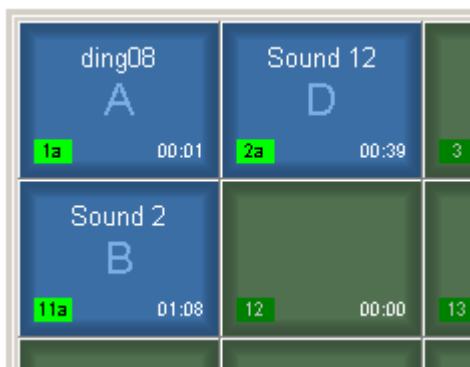 ding08
A
1a 00:01
Sound 12
D
2a 00:39
3
Sound 2
B
11a 01:08
12 00:00
13